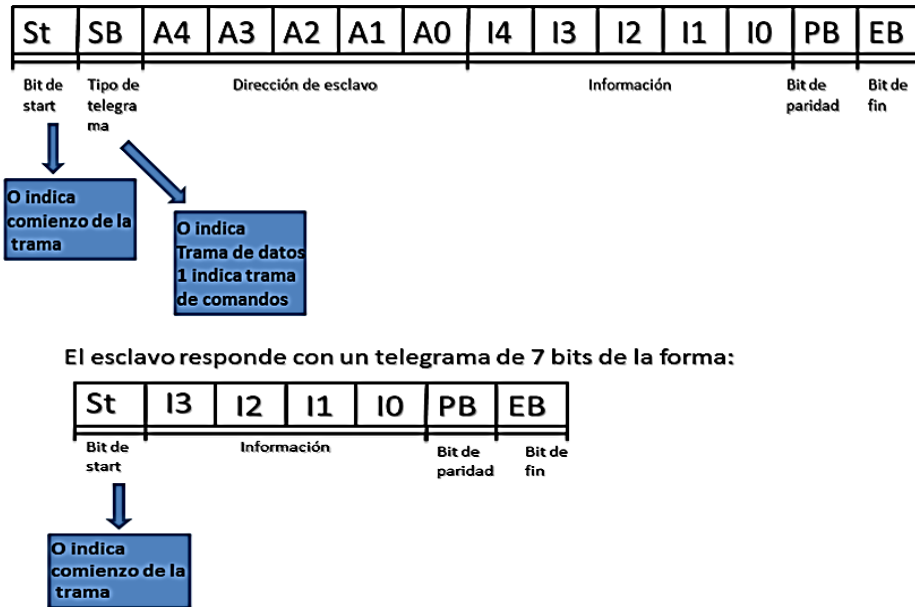 St SB A4 A3 A2 A1 A0 I4 I3 I2 I1 I0 PB EB
Bit de start
Tipo de telegra ma
Dirección de esclavo
Información
Bit de paridad
Bit de fin
O indica
comienzo de la
trama
O indica
Trama de datos
1 indica trama
de comandos
El esclavo responde con un telegrama de 7 bits de la forma:
St I3 I2 I1 I0 PB EB
Bit de start
Información
Bit de paridad
Bit de fin
O indica
comienzo de la
trama